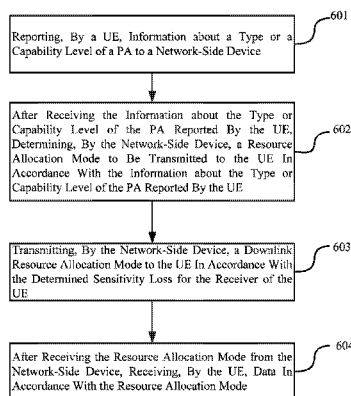 Reporting, By a UE, Information about a Type or a
Capability Level of a PA to a Network-Side Device
601
After Receiving the Information about the Type or
Capability Level of the PA Reported By the UE,
Determining, By the Network-Side Device, a Resource
Allocation Mode to Be Transmitted to the UE In
Accordance With the Information about the Type or
Capability Level of the PA Reported By the UE
602
Transmitting, By the Network-Side Device, a Downlink
Resource Allocation Mode to the UE In Accordance With
the Determined Sensitivity Loss for the Receiver of the
UE
603
After Receiving the Resource Allocation Mode from the
Network-Side Device, Receiving, By the UE, Data In
Accordance With the Resource Allocation Mode
604